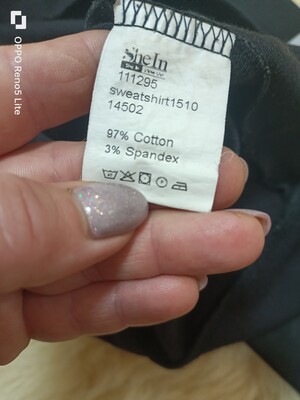 SheIn
111295
sweatshirt1510
14502
97% Cotton
3% Spandex
OPPO Reno5 Lite